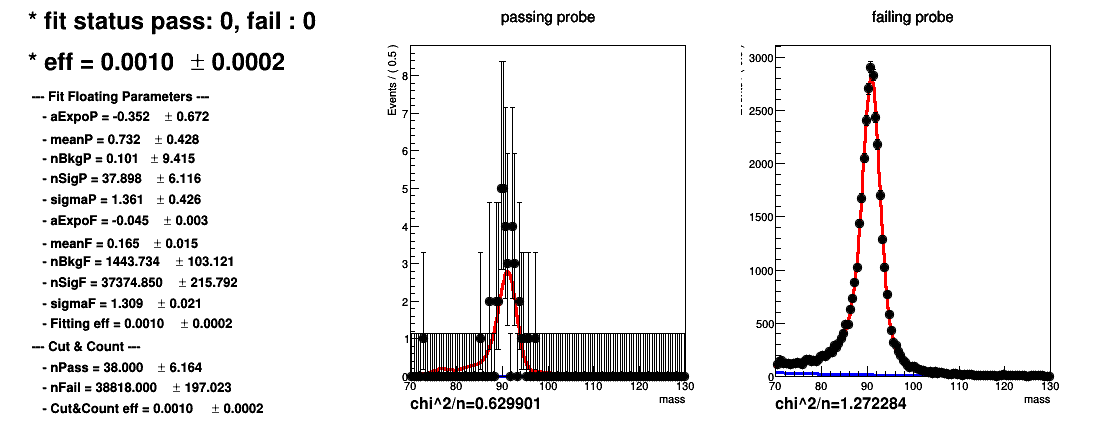 * fit status pass: 0, fail : 0
* eff = 0.0010 ± 0.0002
--- Fit Floating Parameters ---
- aExpoP = -0.352 ± 0.672
- meanP = 0.732 ± 0.428
- nBkgP = 0.101 ± 9.415
- nSigP = 37.898 ± 6.116
- sigmaP = 1.361 ± 0.426
- aExpoF = -0.045 ± 0.003
- meanF = 0.165 ± 0.015
- nBkgF = 1443.734 ± 103.121
- nSigF = 37374.850 ± 215.792
- sigmaF = 1.309 ± 0.021
- Fitting eff = 0.0010 ± 0.0002
--- Cut & Count ---
- nPass = 38.000 ± 6.164
- nFail = 38818.000 ± 197.023
- Cut&Count eff = 0.0010 ± 0.0002
passing probe
Events / ( 0.5 )
8
7
6
5
4
3
2
1
0
70 80 90 100 110 120 130
mass
chi^2/n=0.629901
failing probe
3000
2500
2000
1500
1000
500
0
70 80 90 100 110 120 130
mass
chi^2/n=1.272284